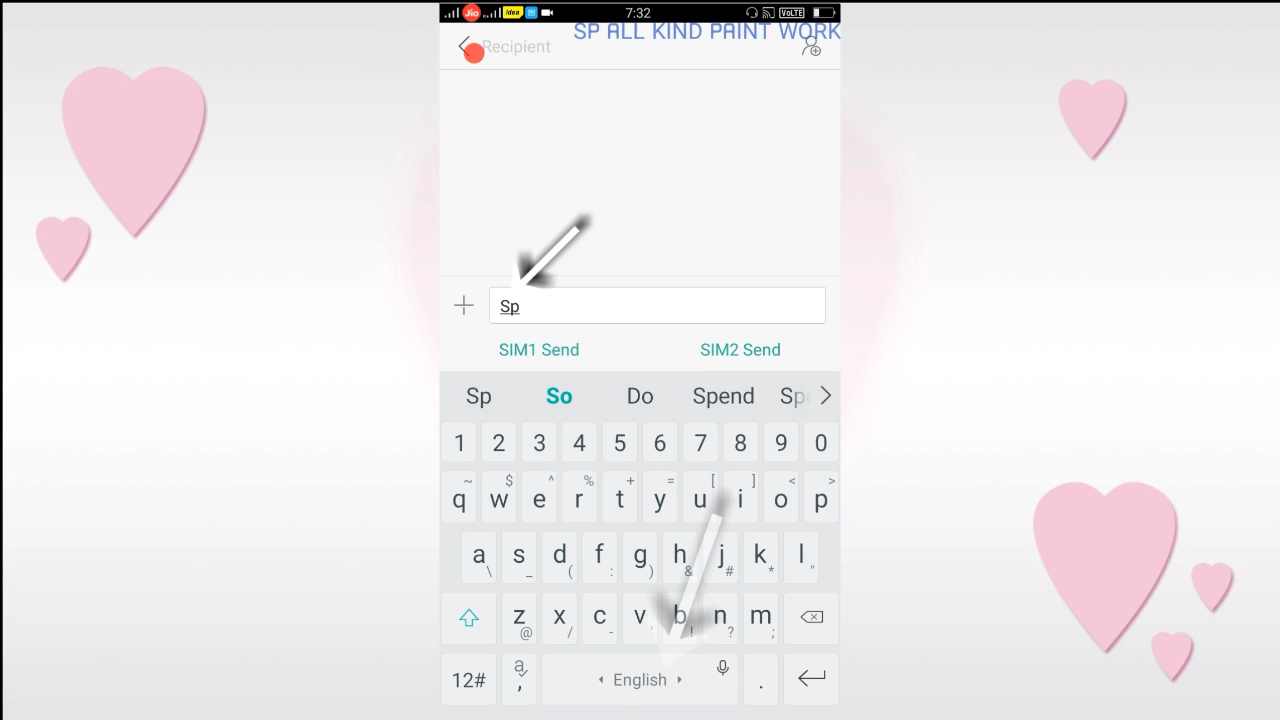 Jio idea 7:32 VoLTE
SP ALL KIND PAINT WORK
Recipient
Sp
SIM1 Send SIM2 Send
Sp So Do Spend
1 2 3 4 5 6 7 8 9 0
~ $ ^ % + = [ ] < >
q w e r t y u i o p
a s d f g h j k l
\ _ ( : ) & # * "
z x c v b n m
@ / - ' ! ? ;
12# a , English .